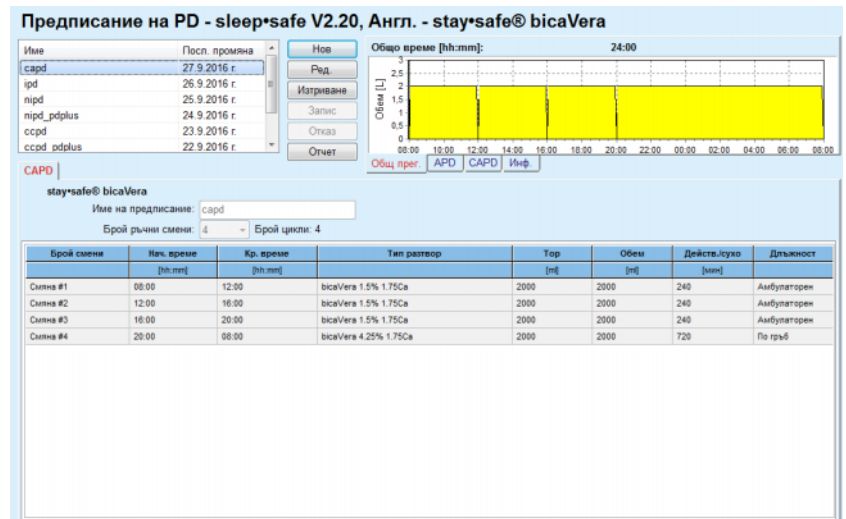 Предписание на PD - sleep•safe V2.20, Англ. - stay•safe® bicaVera
Име Посл. промяна
capd 27.9.2016 г.
ipd 26.9.2016 г.
nipd 25.9.2016 г.
nipd_pdplus 24.9.2016 г.
ccpd 23.9.2016 г.
ccpd_pdplus 22.9.2016 г.
Нов
Ред.
Изтриване
Запис
Отказ
Отчет
Общо време [hh:mm]: 24:00
Обем [L]
3
2,5
2
1,5
1
0,5
0
08:00 10:00 12:00 14:00 16:00 18:00 20:00 22:00 00:00 02:00 04:00 06:00 08:00
Общ прег. APD CAPD Инф.
CAPD
stay•safe® bicaVera
Име на предписание: capd
Брой ръчни смени: 4 Брой цикли: 4
Брой смени Нач. време Кр. време Тип разтвор Тор Обем Действ./сухо Длъжност
[hh:mm] [hh:mm] [ml] [ml] [мин]
Смяна #1 08:00 12:00 bicaVera 1.5% 1.75Ca 2000 2000 240 Амбулаторен
Смяна #2 12:00 16:00 bicaVera 1.5% 1.75Ca 2000 2000 240 Амбулаторен
Смяна #3 16:00 20:00 bicaVera 1.5% 1.75Ca 2000 2000 240 Амбулаторен
Смяна #4 20:00 08:00 bicaVera 4.25% 1.75Ca 2000 2000 720 По гръб